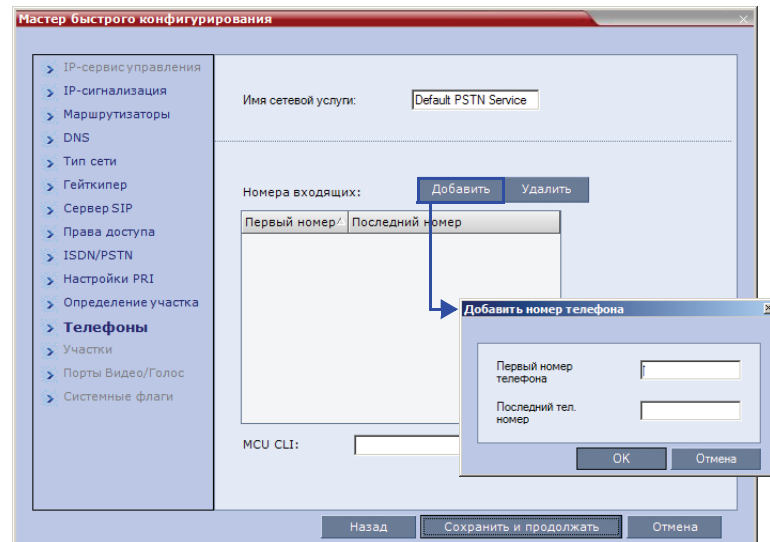 Мастер быстрого конфигурирования
IP-сервис управления
IP-сигнализация
Маршрутизаторы
DNS
Тип сети
Гейткипер
Сервер SIP
Права доступа
ISDN/PSTN
Настройки PRI
Определение участка
Телефоны
Участки
Порты Видео/Голос
Системные флаги
Имя сетевой услуги: Default PSTN Service
Номера входящих: Добавить Удалить
Первый номер Последний номер
MCU CLI:
Добавить номер телефона
Первый номер
телефона
Последний тел.
номер
OK Отмена
Назад Сохранить и продолжать Отмена